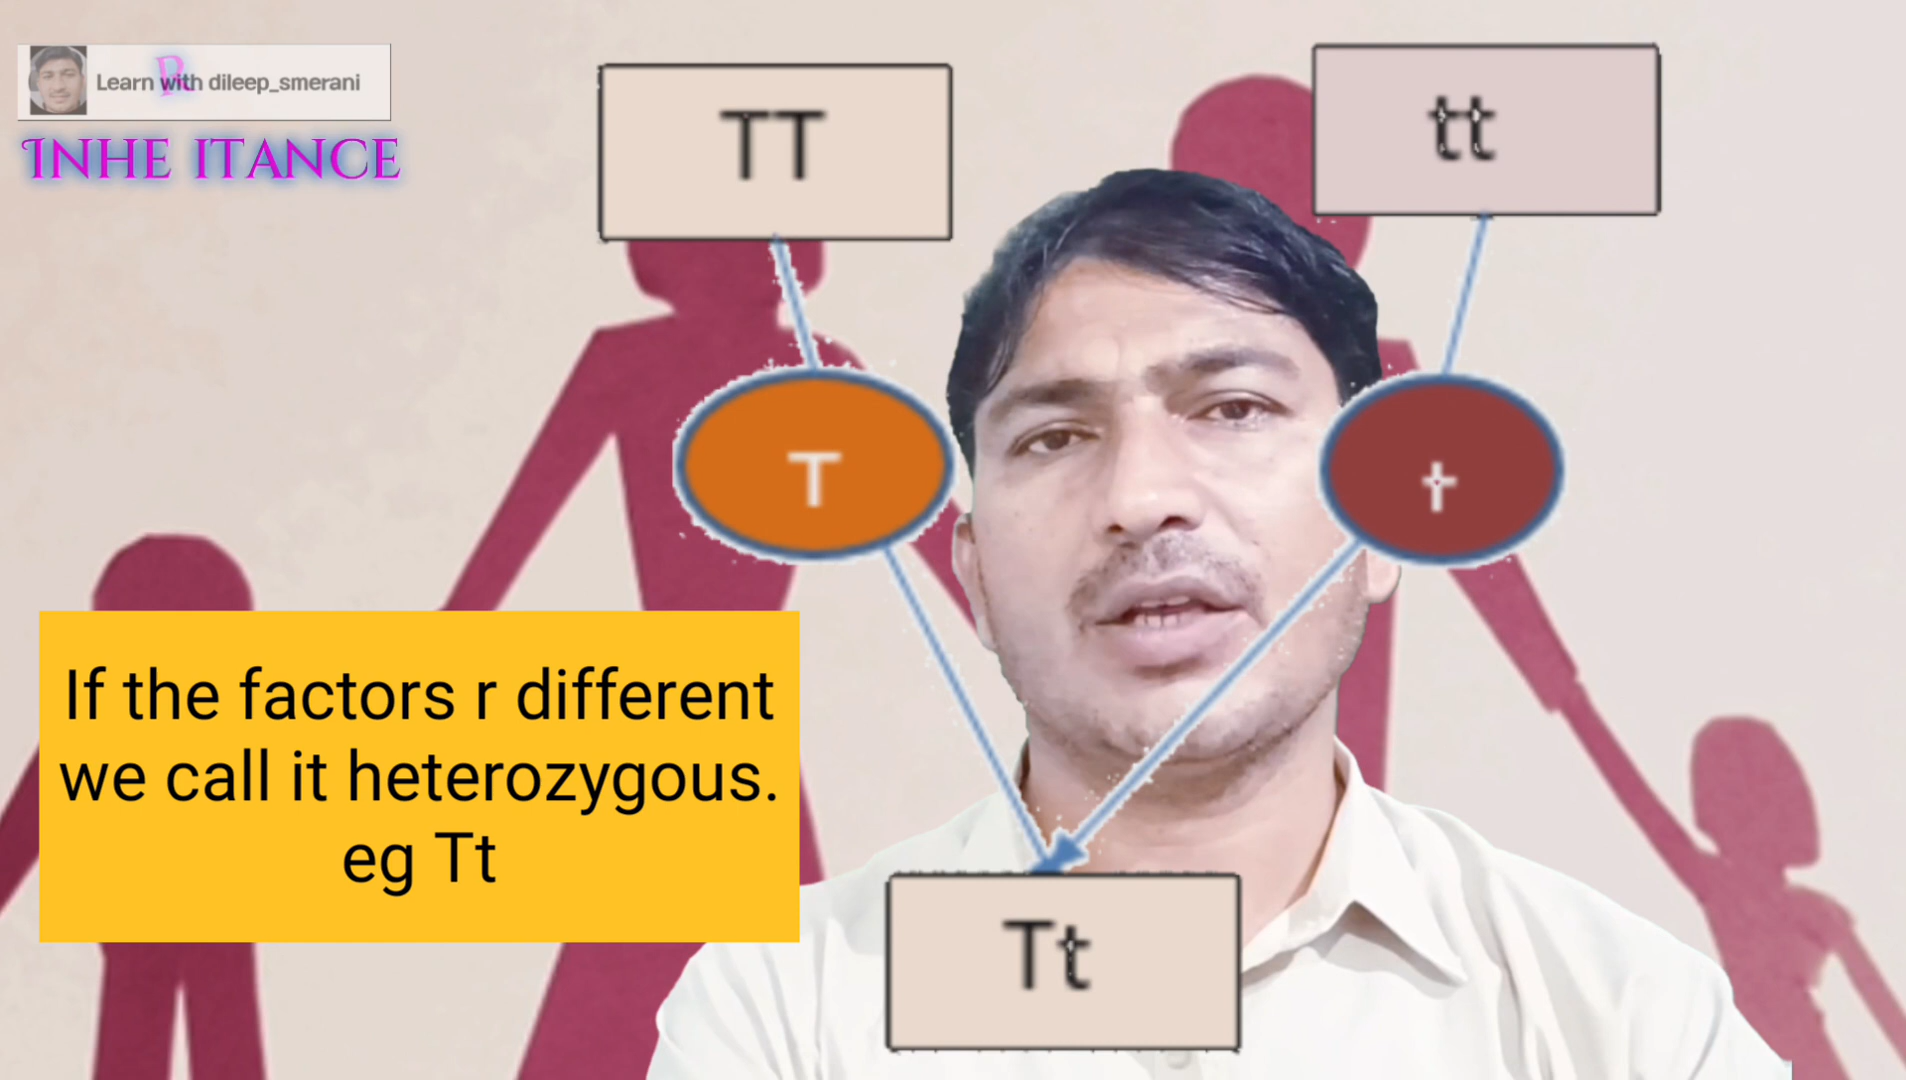 R
Learn with dileep_smerani
INHE ITANCE
TT
tt
T
t
If the factors r different
we call it heterozygous.
eg Tt
Tt